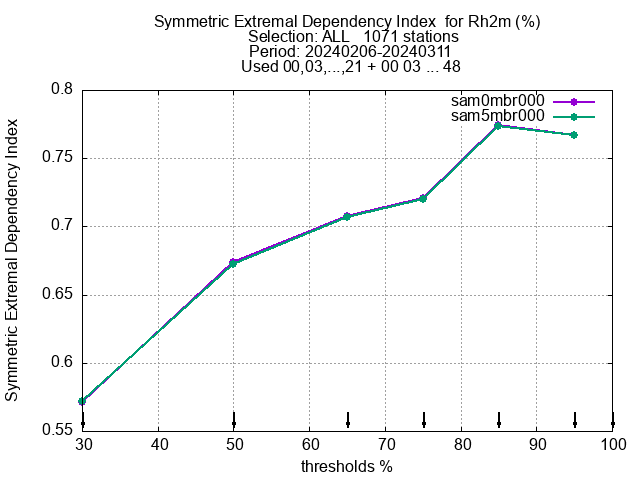 Symmetric Extremal Dependency Index  for Rh2m (%)
Selection: ALL   1071 stations
Period: 20240206-20240311
Used 00,03,...,21 + 00 03 ... 48
sam0mbr000
sam5mbr000
Symmetric Extremal Dependency Index
0.8
0.75
0.7
0.65
0.6
0.55
30 40 50 60 70 80 90 100
thresholds %